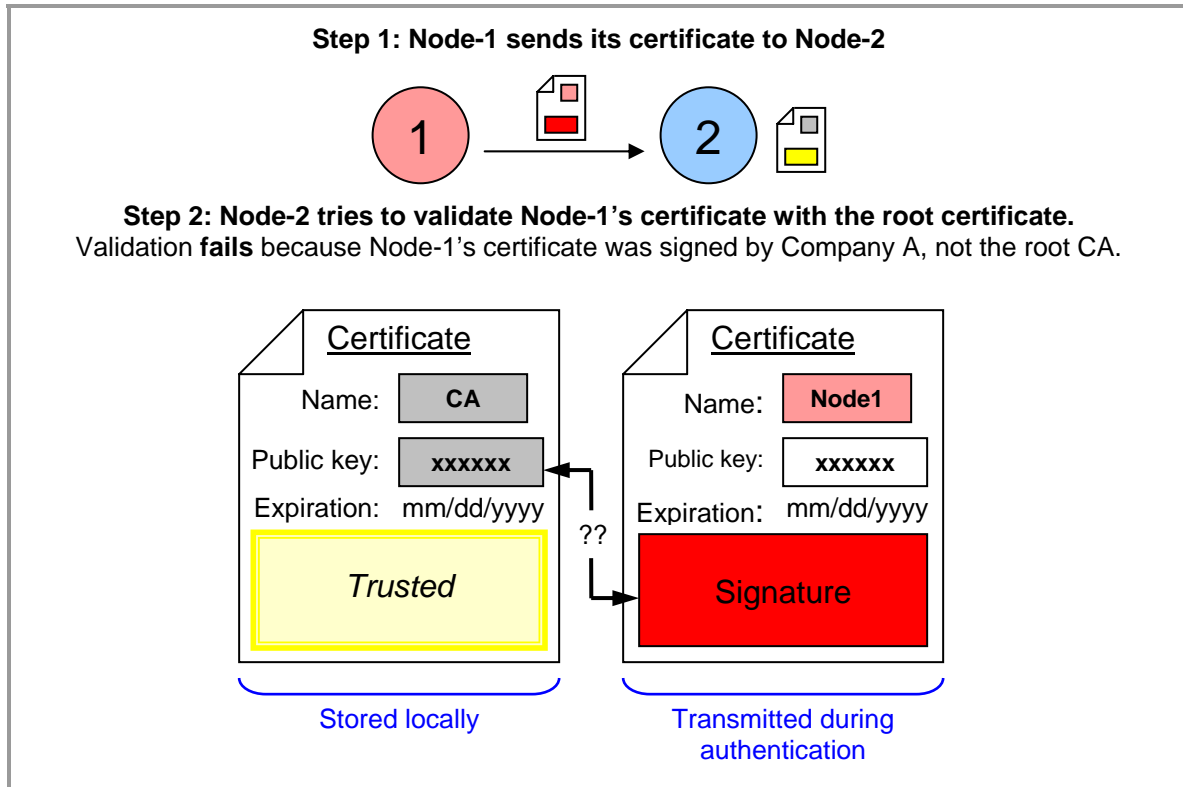 Step 1: Node-1 sends its certificate to Node-2
1
2
Step 2: Node-2 tries to validate Node-1's certificate with the root certificate.
Validation fails because Node-1's certificate was signed by Company A, not the root CA.
Certificate
Name: CA
Public key: xxxxxx
Expiration: mm/dd/yyyy
Trusted
??
Certificate
Name: Node1
Public key: xxxxxx
Expiration: mm/dd/yyyy
Signature
Stored locally
Transmitted during
authentication